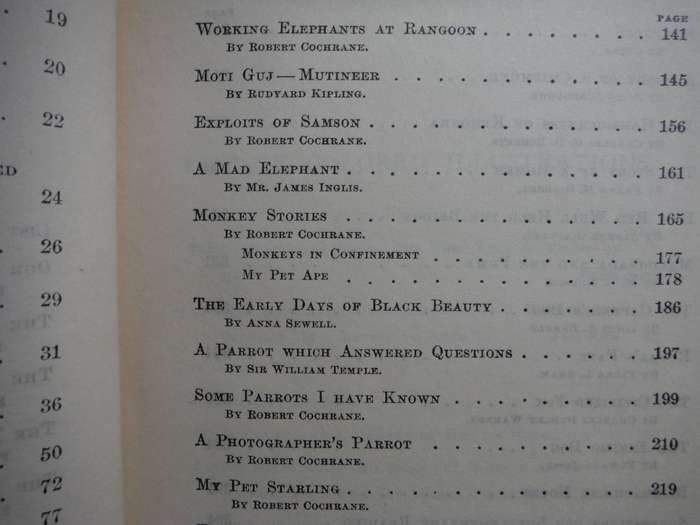 19
20
22
ED
24
26
29
31
36
50
72
77
PAGE
Working Elephants at Rangoon . . . . . . . 141
By Robert Cochrane.
Moti Guj—Mutineer . . . . . . . . . . . 145
By Rudyard Kipling.
Exploits of Samson . . . . . . . . . . . . 156
By Robert Cochrane.
A Mad Elephant . . . . . . . . . . . . . 161
By Mr. James Inglis.
Monkey Stories . . . . . . . . . . . . . 165
By Robert Cochrane.
Monkeys in Confinement . . . . . . . . . 177
My Pet Ape . . . . . . . . . . . . . 178
The Early Days of Black Beauty . . . . . . 186
By Anna Sewell.
A Parrot which Answered Questions . . . . . 197
By Sir William Temple.
Some Parrots I have Known . . . . . . . . 199
By Robert Cochrane.
A Photographer's Parrot . . . . . . . . . 210
By Robert Cochrane.
My Pet Starling . . . . . . . . . . . . 219
By Robert Cochrane.